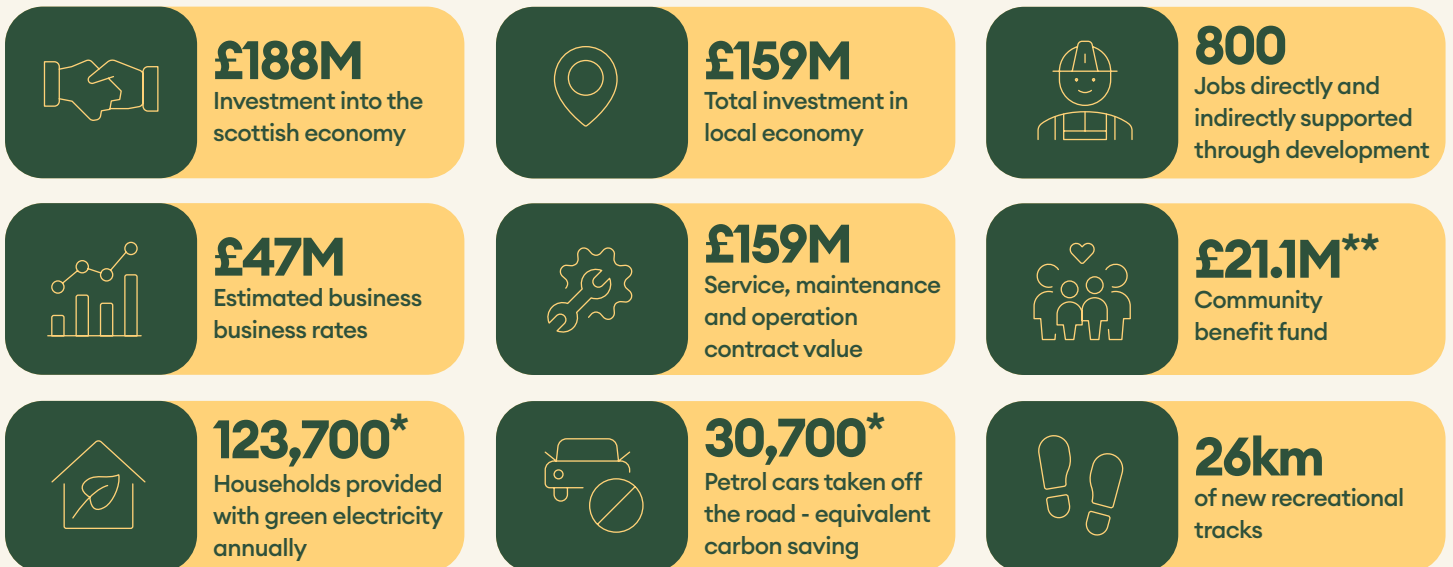 £188M
Investment into the
scottish economy
£159M
Total investment in
local economy
800
Jobs directly and
indirectly supported
through development
£47M
Estimated business
business rates
£159M
Service, maintenance
and operation
contract value
£21.1M**
Community
benefit fund
123,700*
Households provided
with green electricity
annually
30,700*
Petrol cars taken off
the road - equivalent
carbon saving
26km
of new recreational
tracks